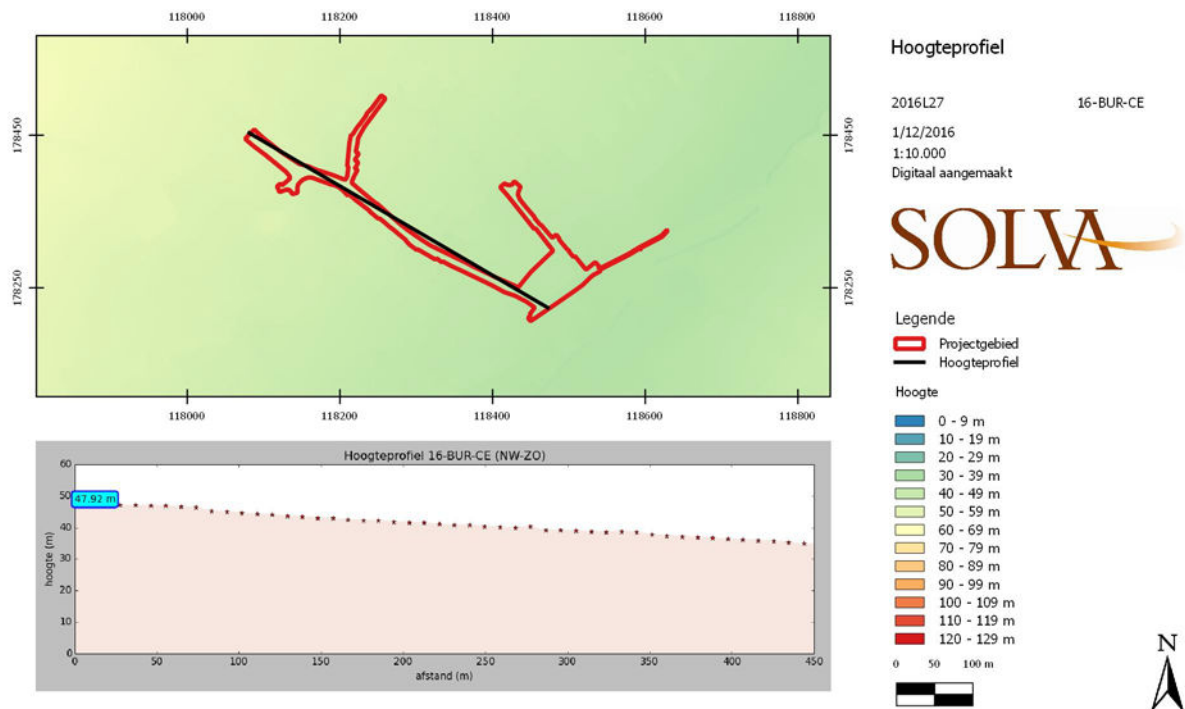 118000 118200 118400 118600 118800
178450 178450
178250 178250
118000 118200 118400 118600 118800
Hoogteprofiel 16-BUR-CE (NW-ZO)
60
50
40
30
20
10
0
hoogte (m)
47.92 m
0 50 100 150 200 250 300 350 400 450
afstand (m)
Hoogteprofiel
2016L27 16-BUR-CE
1/12/2016
1:10.000
Digitaal aangemaakt
SOLVA
Legende
Projectgebied
Hoogteprofiel
Hoogte
0 - 9 m
10 - 19 m
20 - 29 m
30 - 39 m
40 - 49 m
50 - 59 m
60 - 69 m
70 - 79 m
80 - 89 m
90 - 99 m
100 - 109 m
110 - 119 m
120 - 129 m
0 50 100 m
N